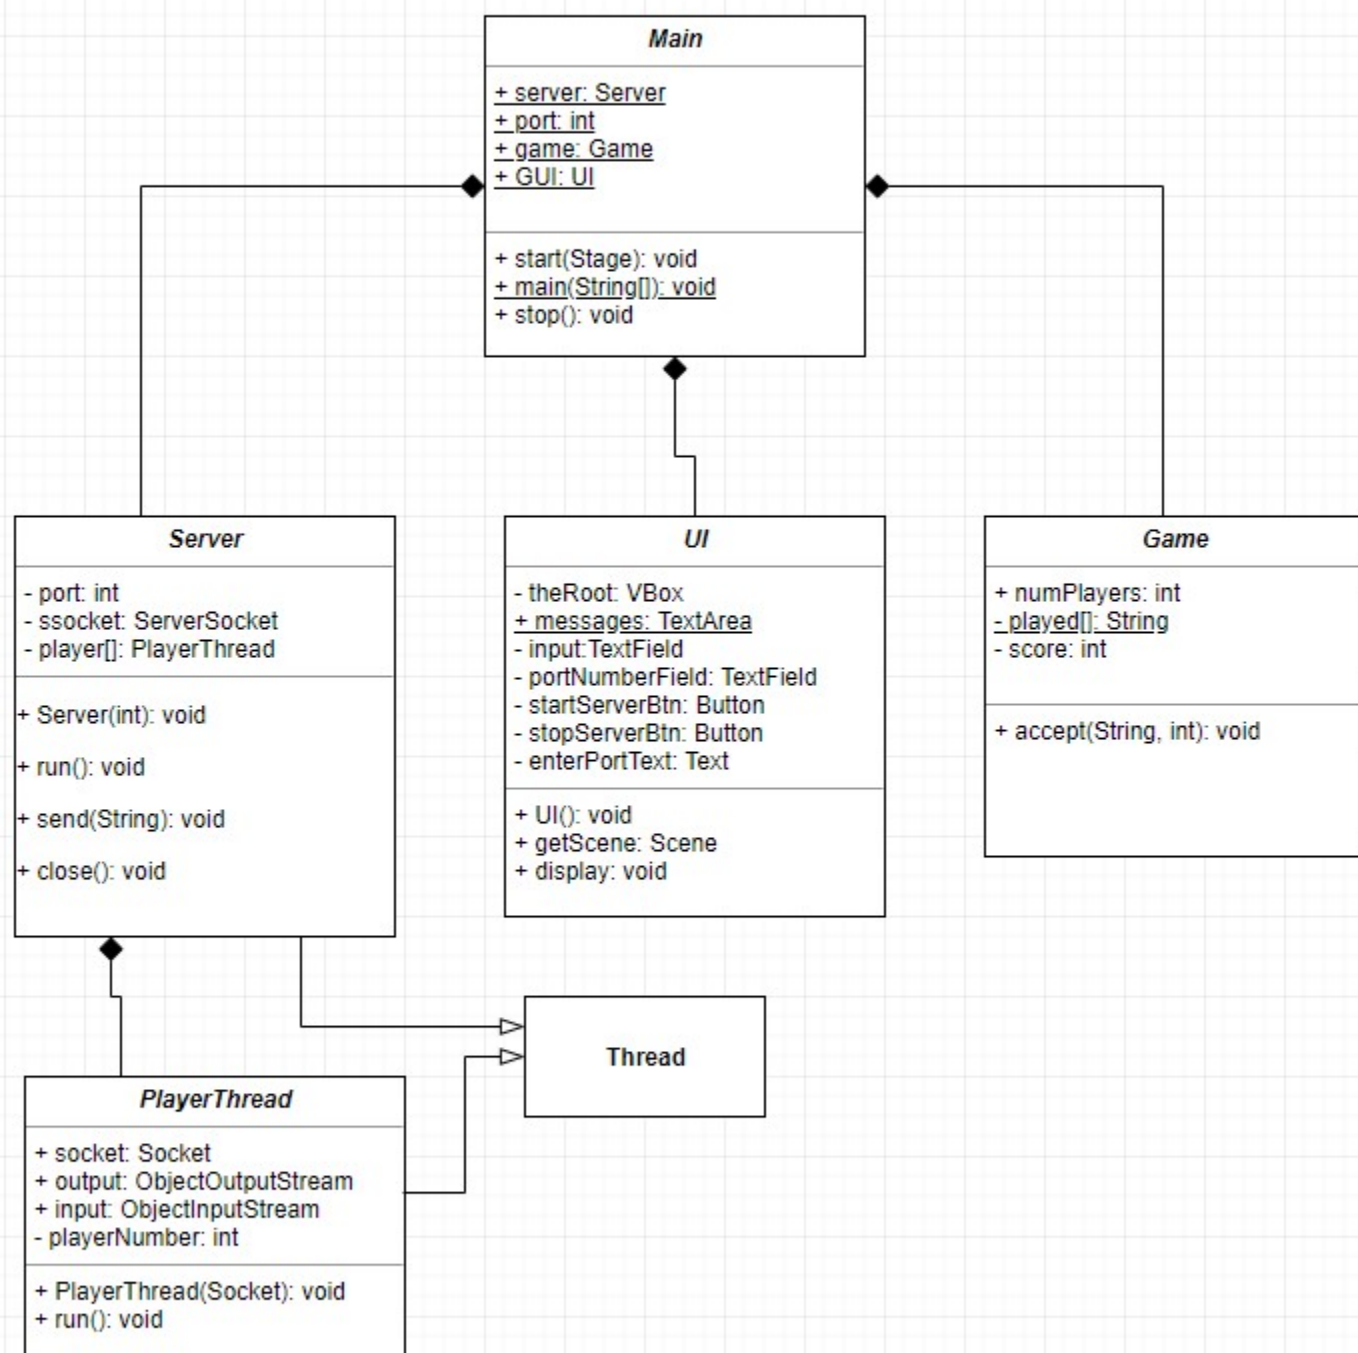 Main
+ server: Server
+ port: int
+ game: Game
+ GUI: UI
+ start(Stage): void
+ main(String[]): void
+ stop(): void
Server
- port: int
- ssocket: ServerSocket
- player[]: PlayerThread
+ Server(int): void
+ run(): void
+ send(String): void
+ close(): void
UI
- theRoot: VBox
+ messages: TextArea
- input:TextField
- portNumberField: TextField
- startServerBtn: Button
- stopServerBtn: Button
- enterPortText: Text
+ UI(): void
+ getScene: Scene
+ display: void
Game
+ numPlayers: int
- played[]: String
- score: int
+ accept(String, int): void
Thread
PlayerThread
+ socket: Socket
+ output: ObjectOutputStream
+ input: ObjectInputStream
- playerNumber: int
+ PlayerThread(Socket): void
+ run(): void